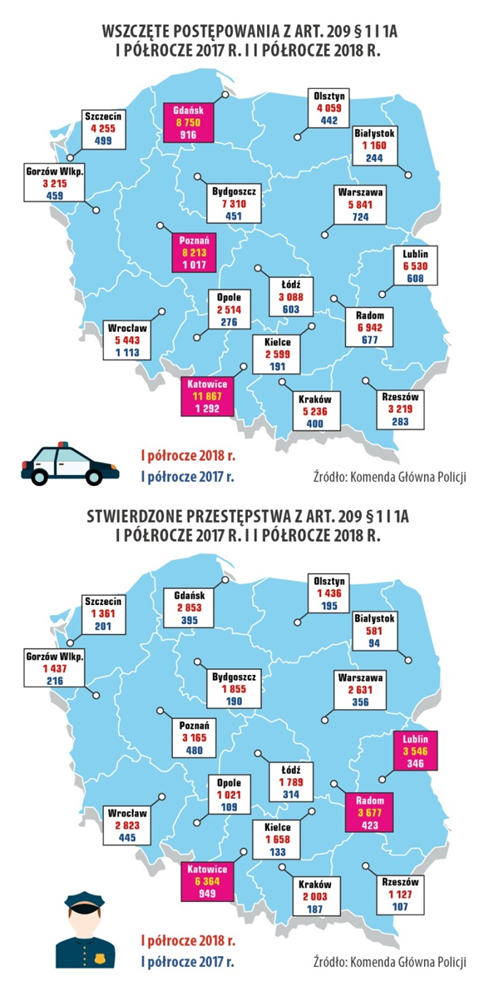 WSZCZĘTE POSTĘPOWANIA Z ART. 209 § 1 I 1A
I PÓŁROCZE 2017 R. I I PÓŁROCZE 2018 R.
Olsztyn
4 059
442
Gdańsk
8 750
916
Szczecin
4 255
499
Białystok
1 160
244
Gorzów Wlkp.
3 215
459
Bydgoszcz
7 310
451
Warszawa
5 841
724
Poznań
8 213
1 017
Lublin
6 530
608
Łódź
3 088
603
Opole
2 514
276
Radom
6 942
677
Wrocław
5 443
1 113
Kielce
2 599
191
Katowice
11 867
1 292
Kraków
5 236
400
Rzeszów
3 219
283
I półrocze 2018 r.
I półrocze 2017 r.
Źródło: Komenda Główna Policji
STWIERDZONE PRZESTĘPSTWA Z ART. 209 § 1 I 1A
I PÓŁROCZE 2017 R. I I PÓŁROCZE 2018 R.
Olsztyn
1 436
195
Gdańsk
2 853
395
Szczecin
1 361
201
Białystok
581
94
Gorzów Wlkp.
1 437
216
Bydgoszcz
1 855
190
Warszawa
2 631
356
Poznań
3 165
480
Lublin
3 546
346
Łódź
1 789
314
Opole
1 021
109
Radom
3 677
423
Wrocław
2 823
445
Kielce
1 658
133
Katowice
6 364
949
Kraków
2 003
187
Rzeszów
1 127
107
I półrocze 2018 r.
I półrocze 2017 r.
Źródło: Komenda Główna Policji